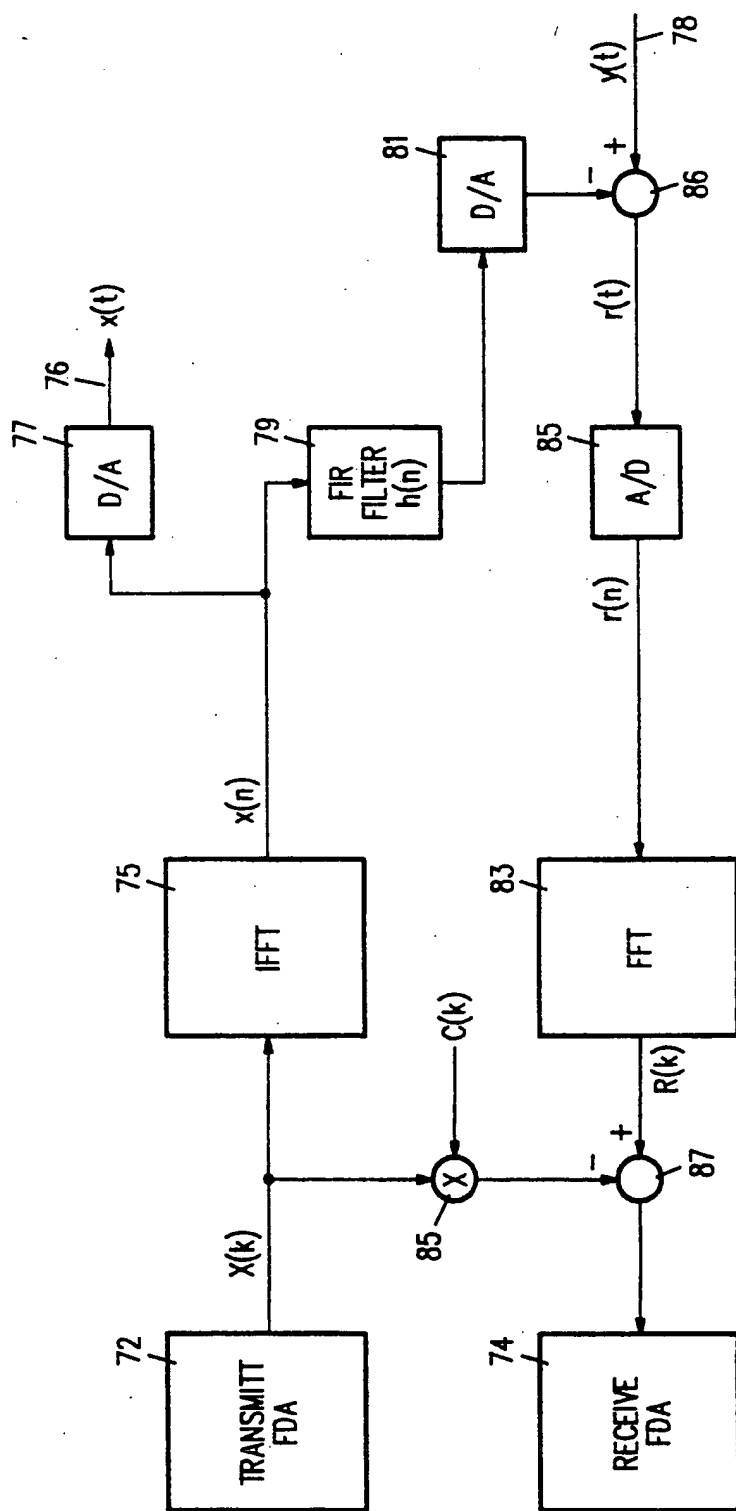 72
TRANSMITT
FDA
X(k)
75
IFFT
x(n)
77
D/A
76
x(t)
79
FIR
FILTER
h(n)
81
D/A
C(k)
X
85
74
RECEIVE
FDA
87
+
-
R(k)
83
FFT
r(n)
85
A/D
r(t)
-
+
86
y(t)
78